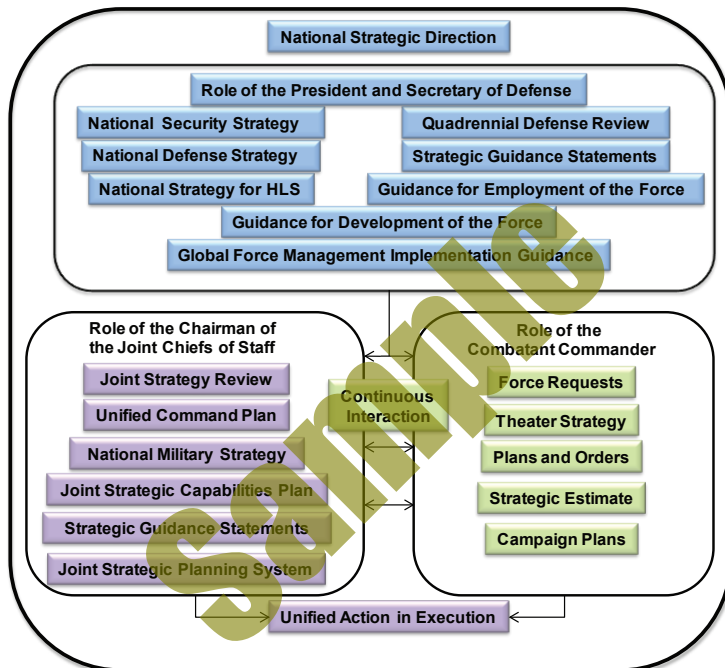 National Strategic Direction
Role of the President and Secretary of Defense
National Security Strategy
Quadrennial Defense Review
National Defense Strategy
Strategic Guidance Statements
National Strategy for HLS
Guidance for Employment of the Force
Guidance for Development of the Force
Global Force Management Implementation Guidance
Role of the Chairman of
the Joint Chiefs of Staff
Joint Strategy Review
Unified Command Plan
National Military Strategy
Joint Strategic Capabilities Plan
Strategic Guidance Statements
Joint Strategic Planning System
Continuous
Interaction
Role of the
Combatant Commander
Force Requests
Theater Strategy
Plans and Orders
Strategic Estimate
Campaign Plans
Unified Action in Execution
Sample